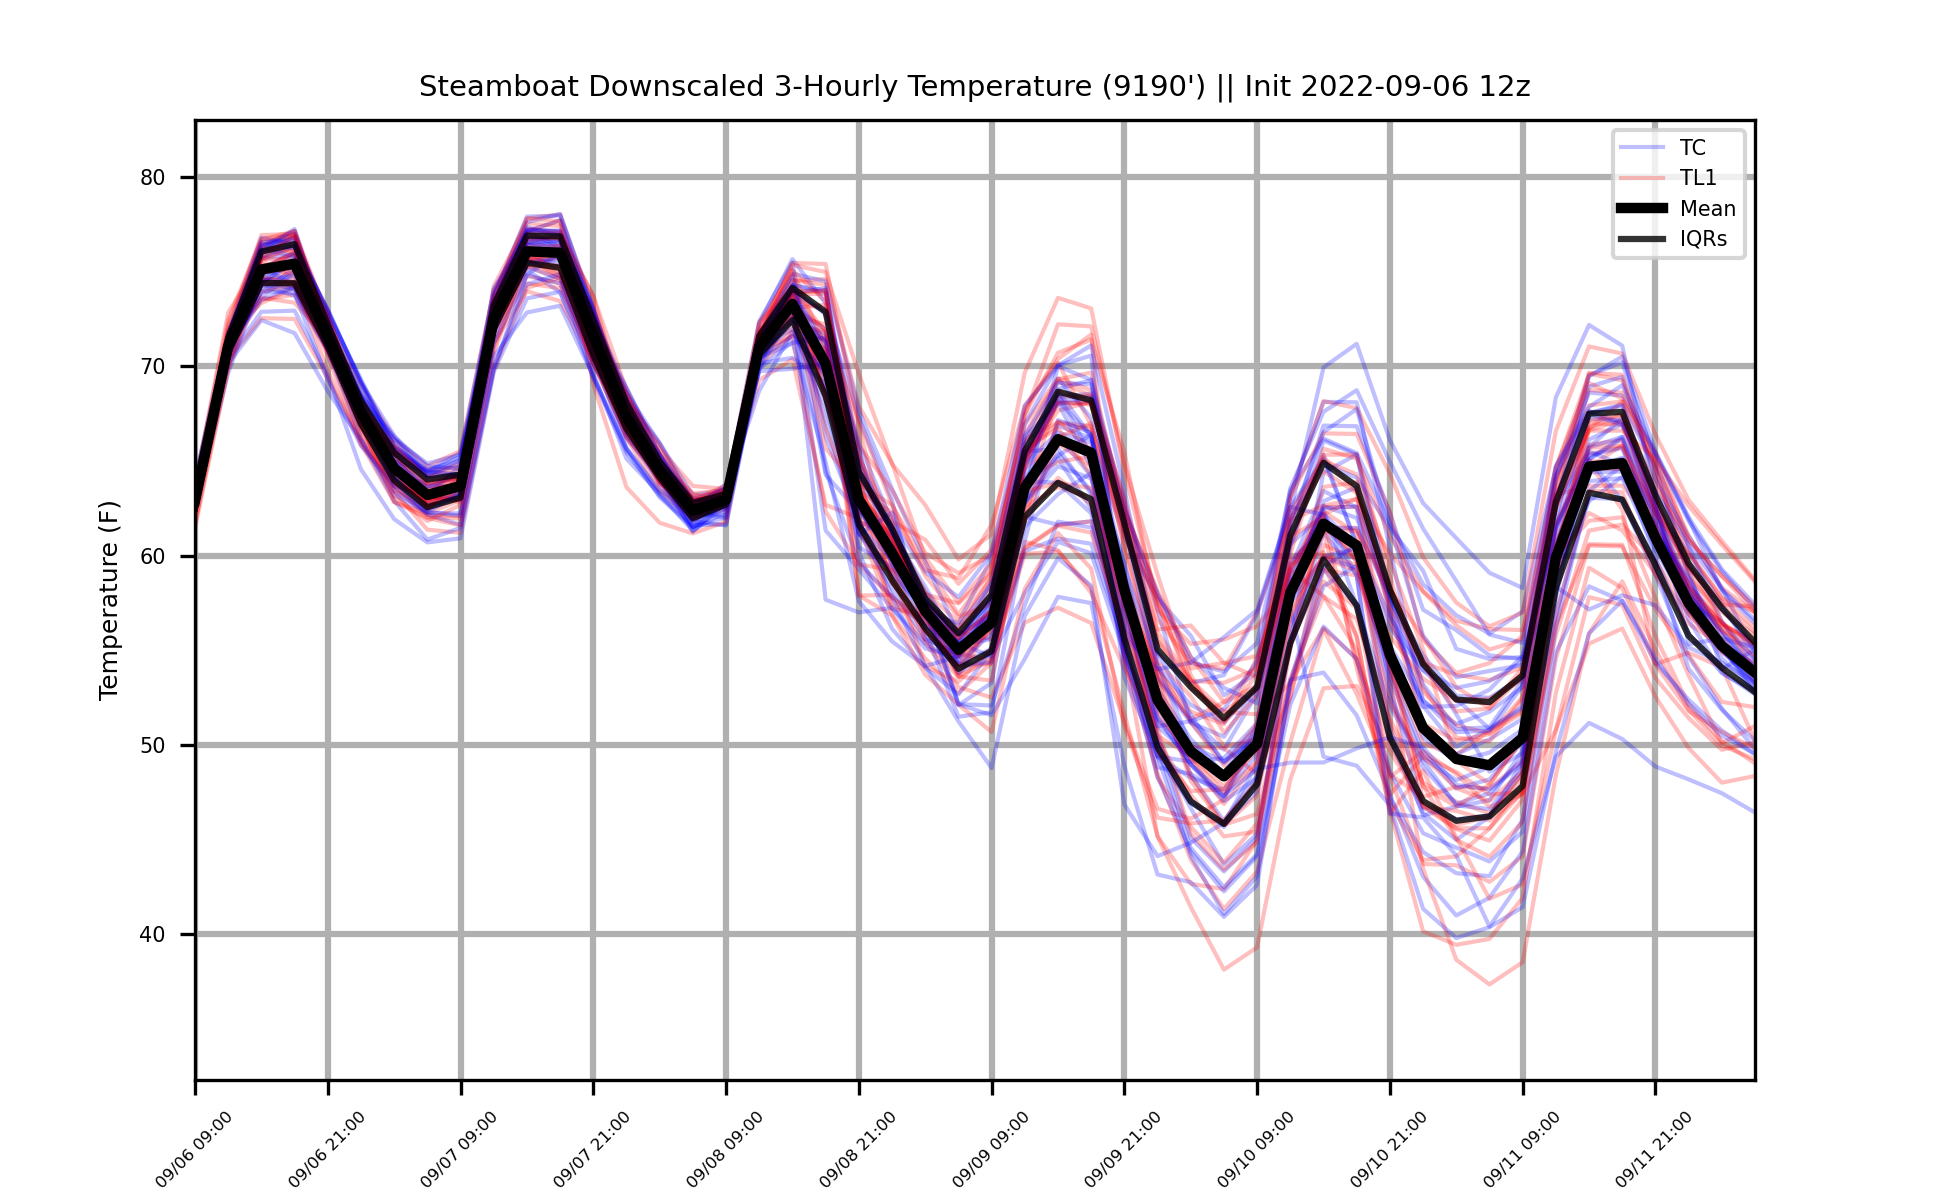 Steamboat Downscaled 3-Hourly Temperature (9190') || Init 2022-09-06 12z
TC
TL1
Mean
IQRs
Temperature (F)
80
70
60
50
40
09/06 09:00
09/06 21:00
09/07 09:00
09/07 21:00
09/08 09:00
09/08 21:00
09/09 09:00
09/09 21:00
09/10 09:00
09/10 21:00
09/11 09:00
09/11 21:00